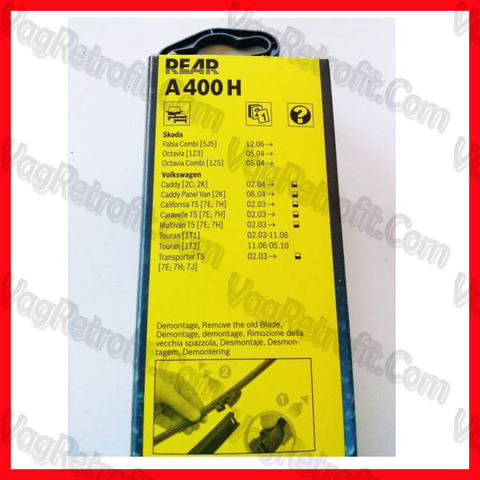 REAR
A 400 H
Skoda
Fabia Combi [5J5] 12.06→
Octavia [1Z3] 05.04→
Octavia Combi [1Z5] 05.04→
Volkswagen
Caddy [2C; 2K] 02.04→
Caddy Panel Van [2K] 06.04→
California T5 [7E; 7H] 02.03→
Caravelle T5 [7E; 7H] 02.03→
Multivan T5 [7E; 7H] 02.03→
Touran [1T1] 02.03-11.06
Touran [1T2] 11.06-05.10
Transporter T5 02.03→
[7E; 7H; 7J]
Demontage, Remove the old Blade,
Démontage, demontage, Rimozione della
vecchia spazzola, Desmontaje, Desmon-
tagem, Demontering
2
VagRetrofit.Com